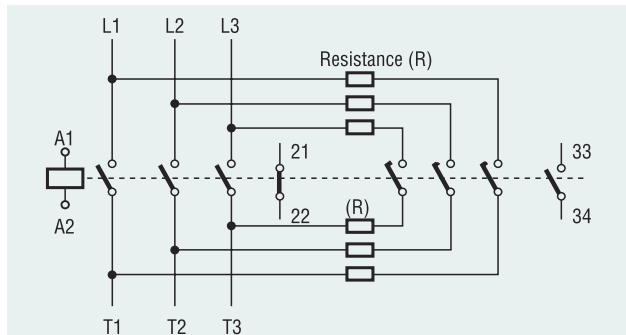 L1 L2 L3
Resistance (R)
A1
21
33
A2
22
(R)
34
T1 T2 T3